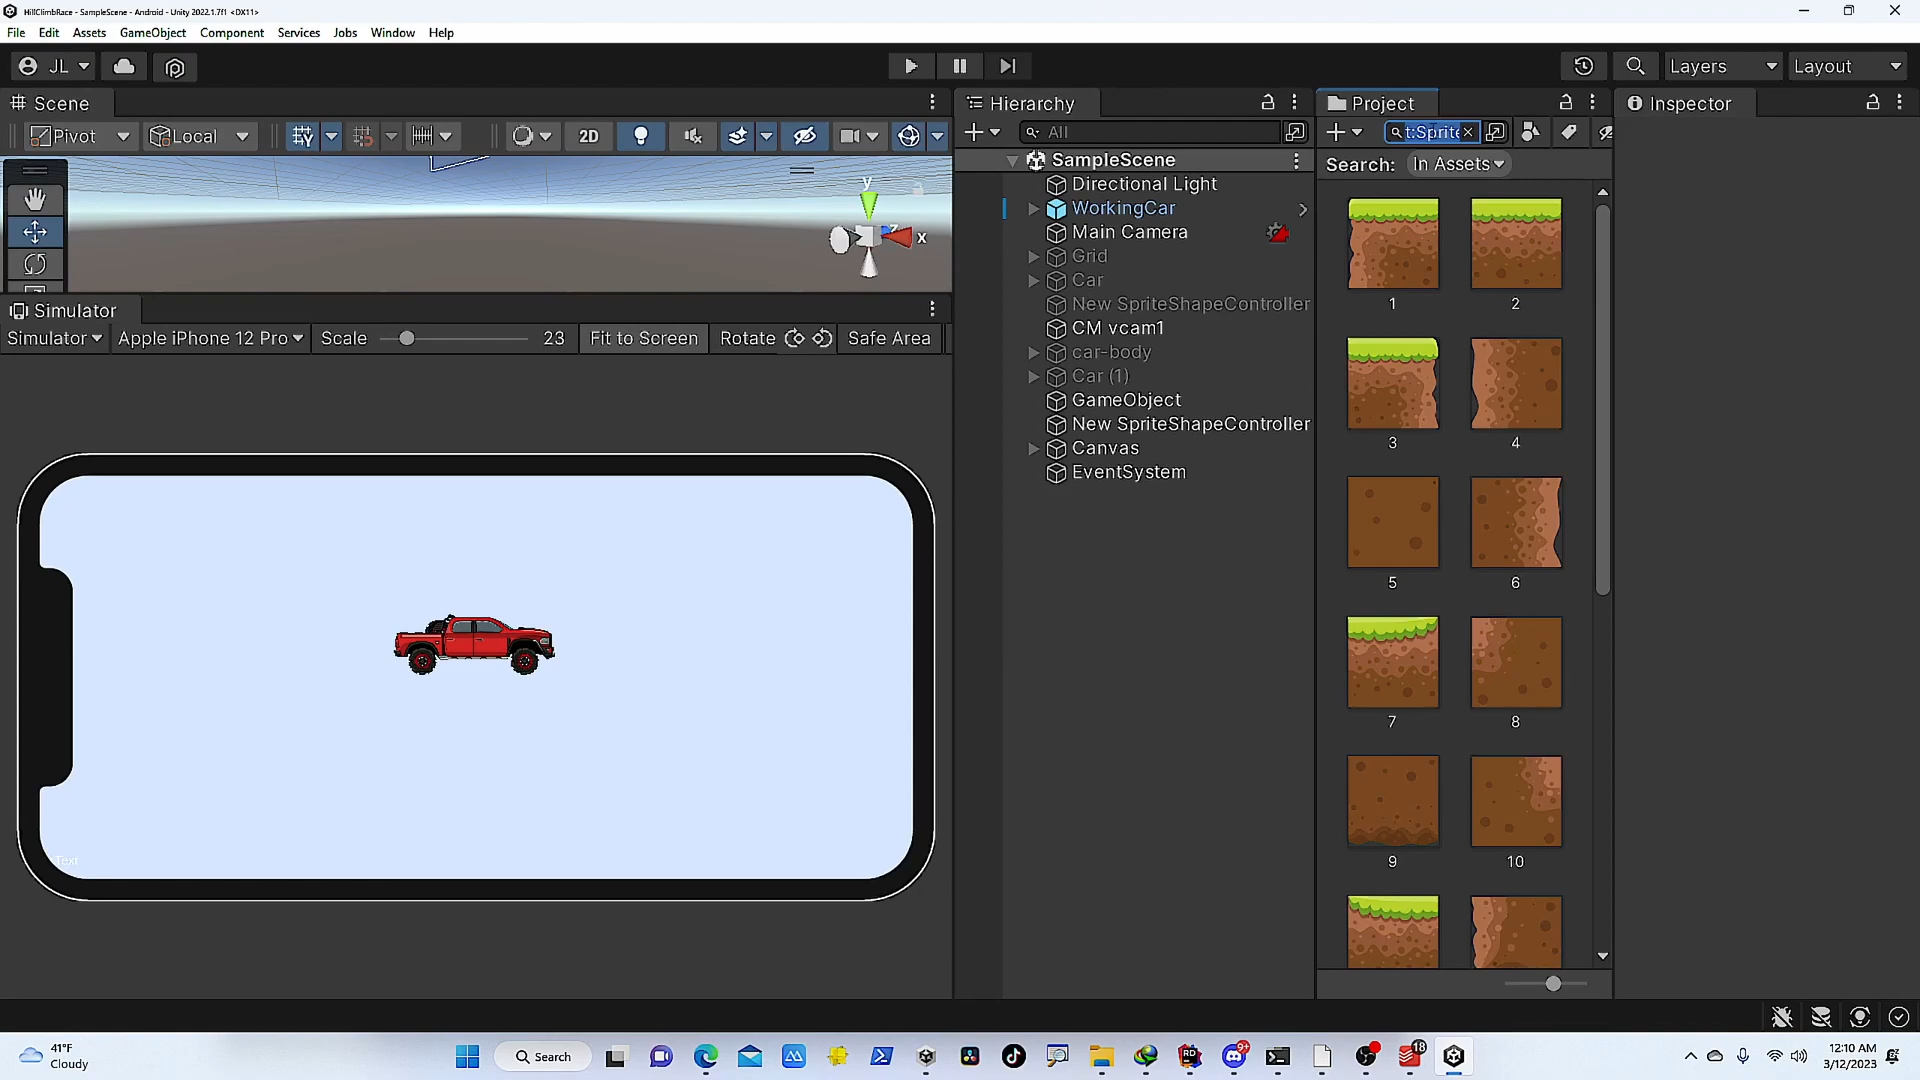 HillClimbRace - SampleScene - Android - Unity 2022.1.7f1 <DX11>
File Edit Assets GameObject Component Services Jobs Window Help
JL Layers Layout
Scene
Pivot Local 2D
y
z
x
Simulator
Simulator Apple iPhone 12 Pro Scale 23 Fit to Screen Rotate Safe Area
Text
Hierarchy
All
SampleScene
Directional Light
WorkingCar
Main Camera
Grid
Car
New SpriteShapeController
CM vcam1
car-body
Car (1)
GameObject
New SpriteShapeController
Canvas
EventSystem
Project
t:Sprite
Search: In Assets
1 2
3 4
5 6
7 8
9 10
Inspector
41°F
Cloudy
Search
RD
9+
18
12:10 AM
3/12/2023